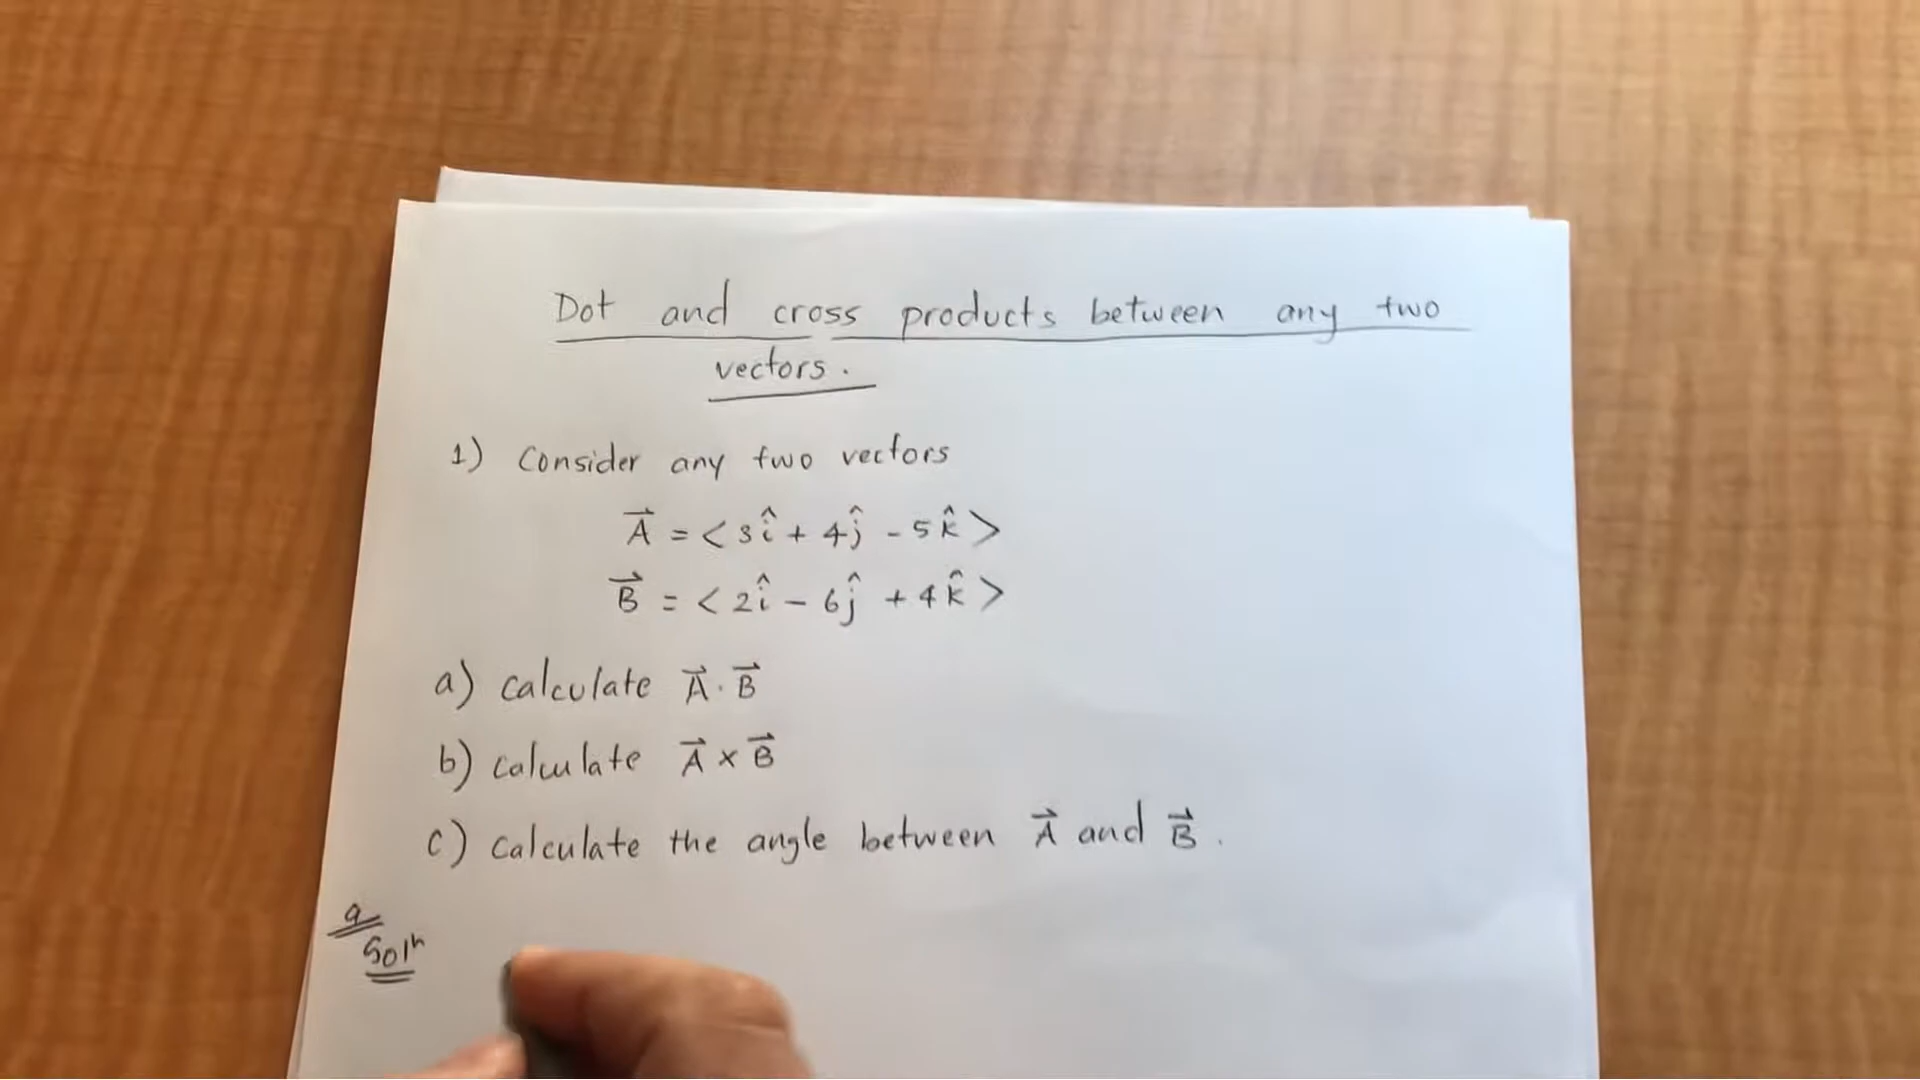 Dot and cross products between any two
vectors.
1) Consider any two vectors
A⃗ = < 3î + 4ĵ - 5k̂ >
B⃗ = < 2î - 6ĵ + 4k̂ >
a) calculate A⃗ . B⃗
b) calculate A⃗ x B⃗
c) calculate the angle between A⃗ and B⃗ .
a
Solⁿ